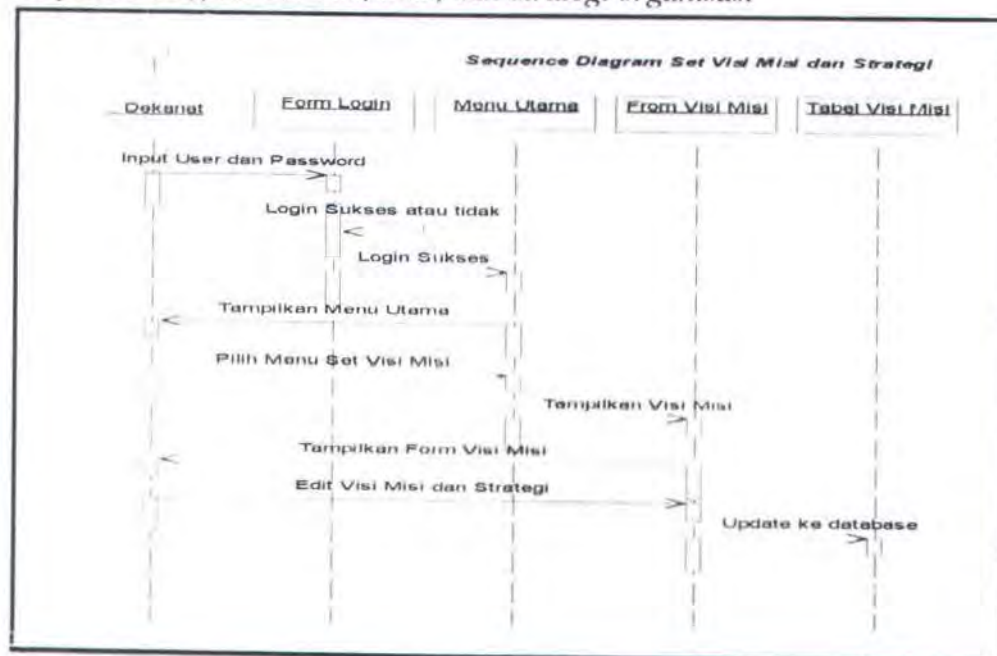 strategi organisasi
Sequence Diagram Set Visi Misi dan Strategi
Dekanat
Form Login
Menu Utama
From Visi Misi
Tabel Visi Misi
Input User dan Password
Login Sukses atau tidak
Login Sukses
Tampilkan Menu Utama
Pilih Menu Set Visi Misi
Tampilkan Visi Misi
Tampilkan Form Visi Misi
Edit Visi Misi dan Strategi
Update ke database